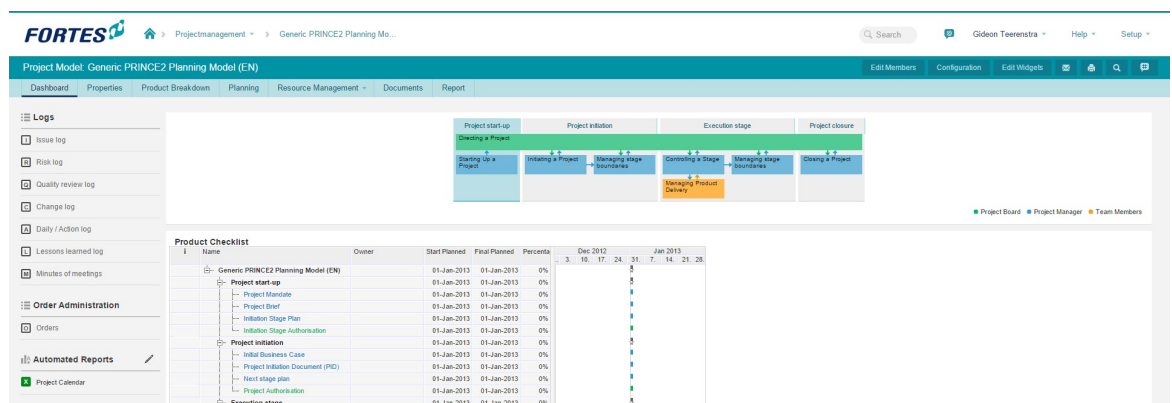 FORTES
Projectmanagement > Generic PRINCE2 Planning Mo...
Search
Gideon Teerenstra
Help
Setup
Project Model: Generic PRINCE2 Planning Model (EN)
Edit Members Configuration Edit Widgets
Dashboard Properties Product Breakdown Planning Resource Management Documents Report
Logs
I Issue log
R Risk log
Q Quality review log
C Change log
A Daily / Action log
L Lessons learned log
M Minutes of meetings
Order Administration
O Orders
Automated Reports
X Project Calendar
Project start-up Project initiation Execution stage Project closure
Directing a Project
Starting Up a
Project
Initiating a Project
Managing stage
boundaries
Controlling a Stage
Managing stage
boundaries
Closing a Project
Managing Product
Delivery
Project Board Project Manager Team Members
Product Checklist
i Name Owner Start Planned Final Planned Percenta Dec 2012 Jan 2013
3. 10. 17. 24. 31. 7. 14. 21. 28.
Generic PRINCE2 Planning Model (EN) 01-Jan-2013 01-Jan-2013 0%
Project start-up 01-Jan-2013 01-Jan-2013 0%
Project Mandate 01-Jan-2013 01-Jan-2013 0%
Project Brief 01-Jan-2013 01-Jan-2013 0%
Initiation Stage Plan 01-Jan-2013 01-Jan-2013 0%
Initiation Stage Authorisation 01-Jan-2013 01-Jan-2013 0%
Project initiation 01-Jan-2013 01-Jan-2013 0%
Initial Business Case 01-Jan-2013 01-Jan-2013 0%
Project Initiation Document (PID) 01-Jan-2013 01-Jan-2013 0%
Next stage plan 01-Jan-2013 01-Jan-2013 0%
Project Authorisation 01-Jan-2013 01-Jan-2013 0%
Execution stage 01-Jan-2013 01-Jan-2013 0%